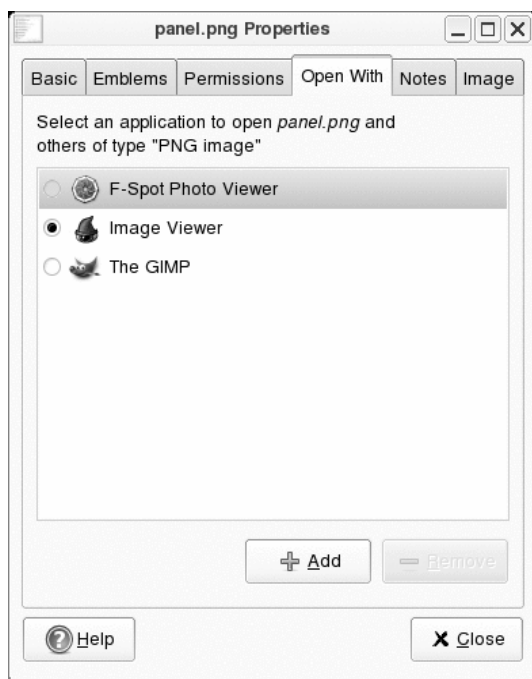 panel.png Properties
Basic Emblems Permissions Open With Notes Image
Select an application to open panel.png and
others of type "PNG image"
F-Spot Photo Viewer
Image Viewer
The GIMP
Add Remove
Help Close